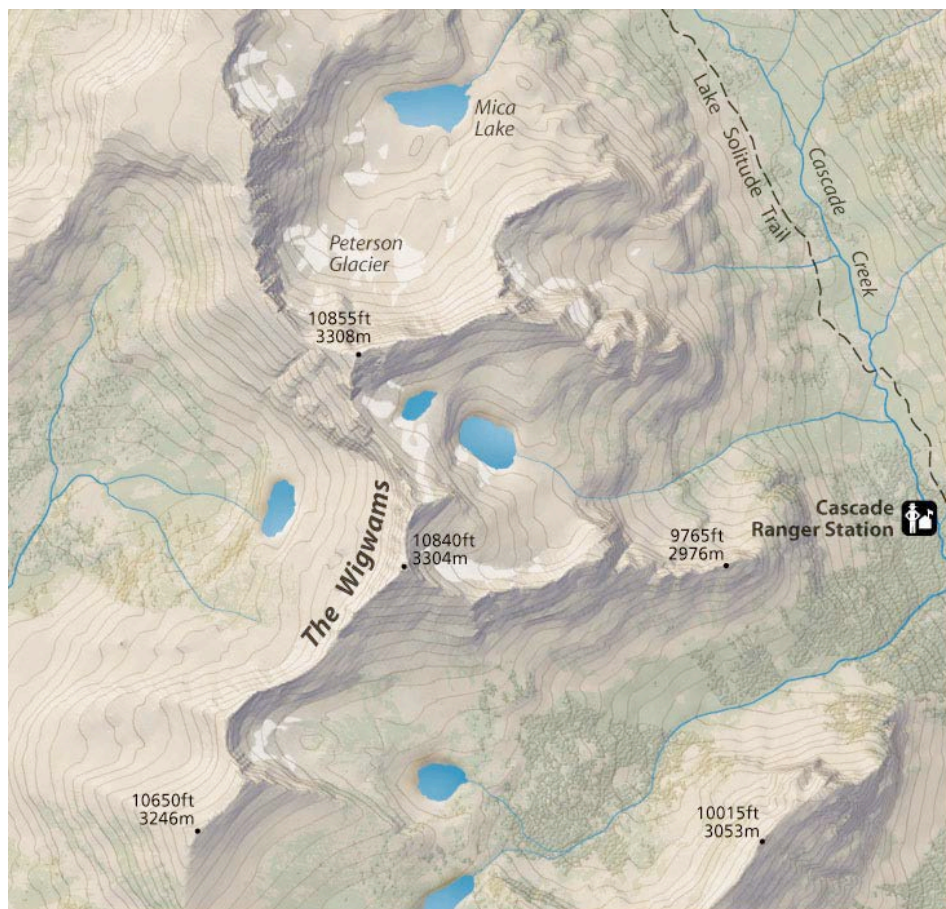 Mica
Lake
Lake Solitude Trail
Cascade Creek
Peterson
Glacier
10855ft
3308m
The Wigwams
Cascade
Ranger Station
10840ft
3304m
9765ft
2976m
10650ft
3246m
10015ft
3053m